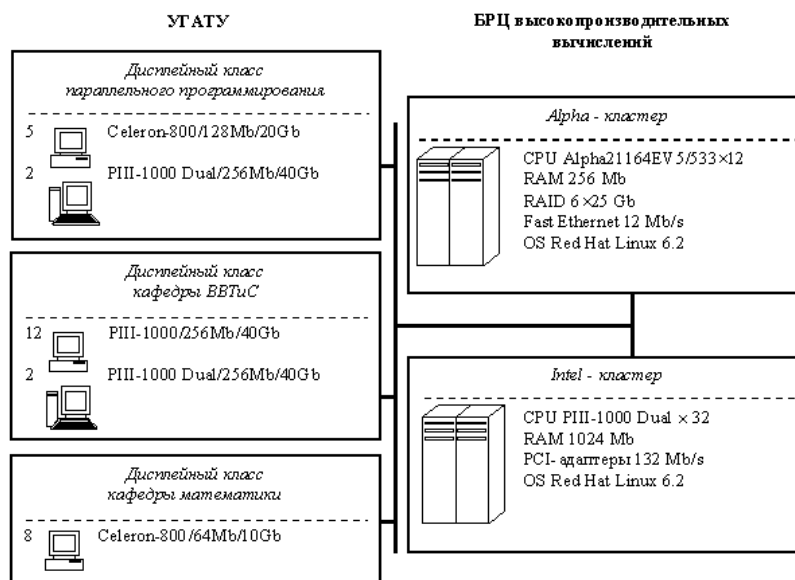 УГАТУ
Дисплейный класс
параллельного программирования
5 Celeron-800/128Mb/20Gb
2 PIII-1000 Dual/256Mb/40Gb
Дисплейный класс
кафедры ВВТиС
12 PIII-1000/256Mb/40Gb
2 PIII-1000 Dual/256Mb/40Gb
Дисплейный класс
кафедры математики
8 Celeron-800/64Mb/10Gb
БРЦ высокопроизводительных
вычислений
Alpha - кластер
CPU Alpha21164EV5/533×12
RAM 256 Mb
RAID 6×25 Gb
Fast Ethernet 12 Mb/s
OS Red Hat Linux 6.2
Intel - кластер
CPU PIII-1000 Dual × 32
RAM 1024 Mb
PCI-адаптеры 132 Mb/s
OS Red Hat Linux 6.2